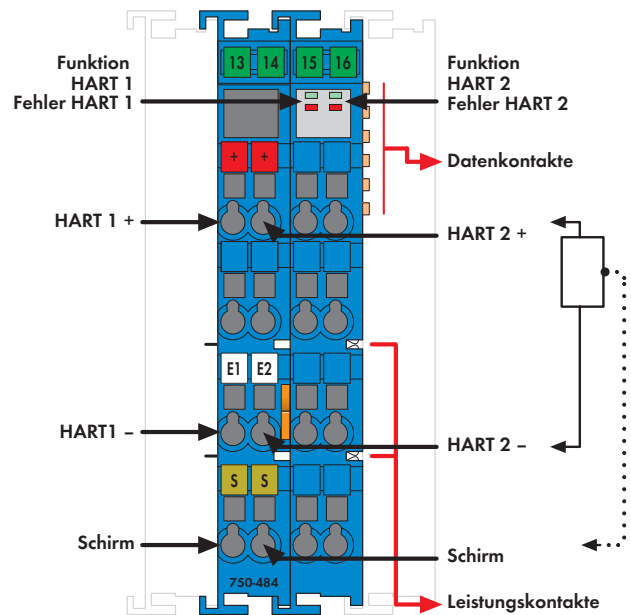 Funktion
HART 1
Fehler HART 1
13 14 15 16
Funktion
HART 2
Fehler HART 2
+ +
Datenkontakte
HART 1 +
HART 2 +
E1 E2
HART1 –
HART 2 –
S S
Schirm
Schirm
750-484
Leistungskontakte